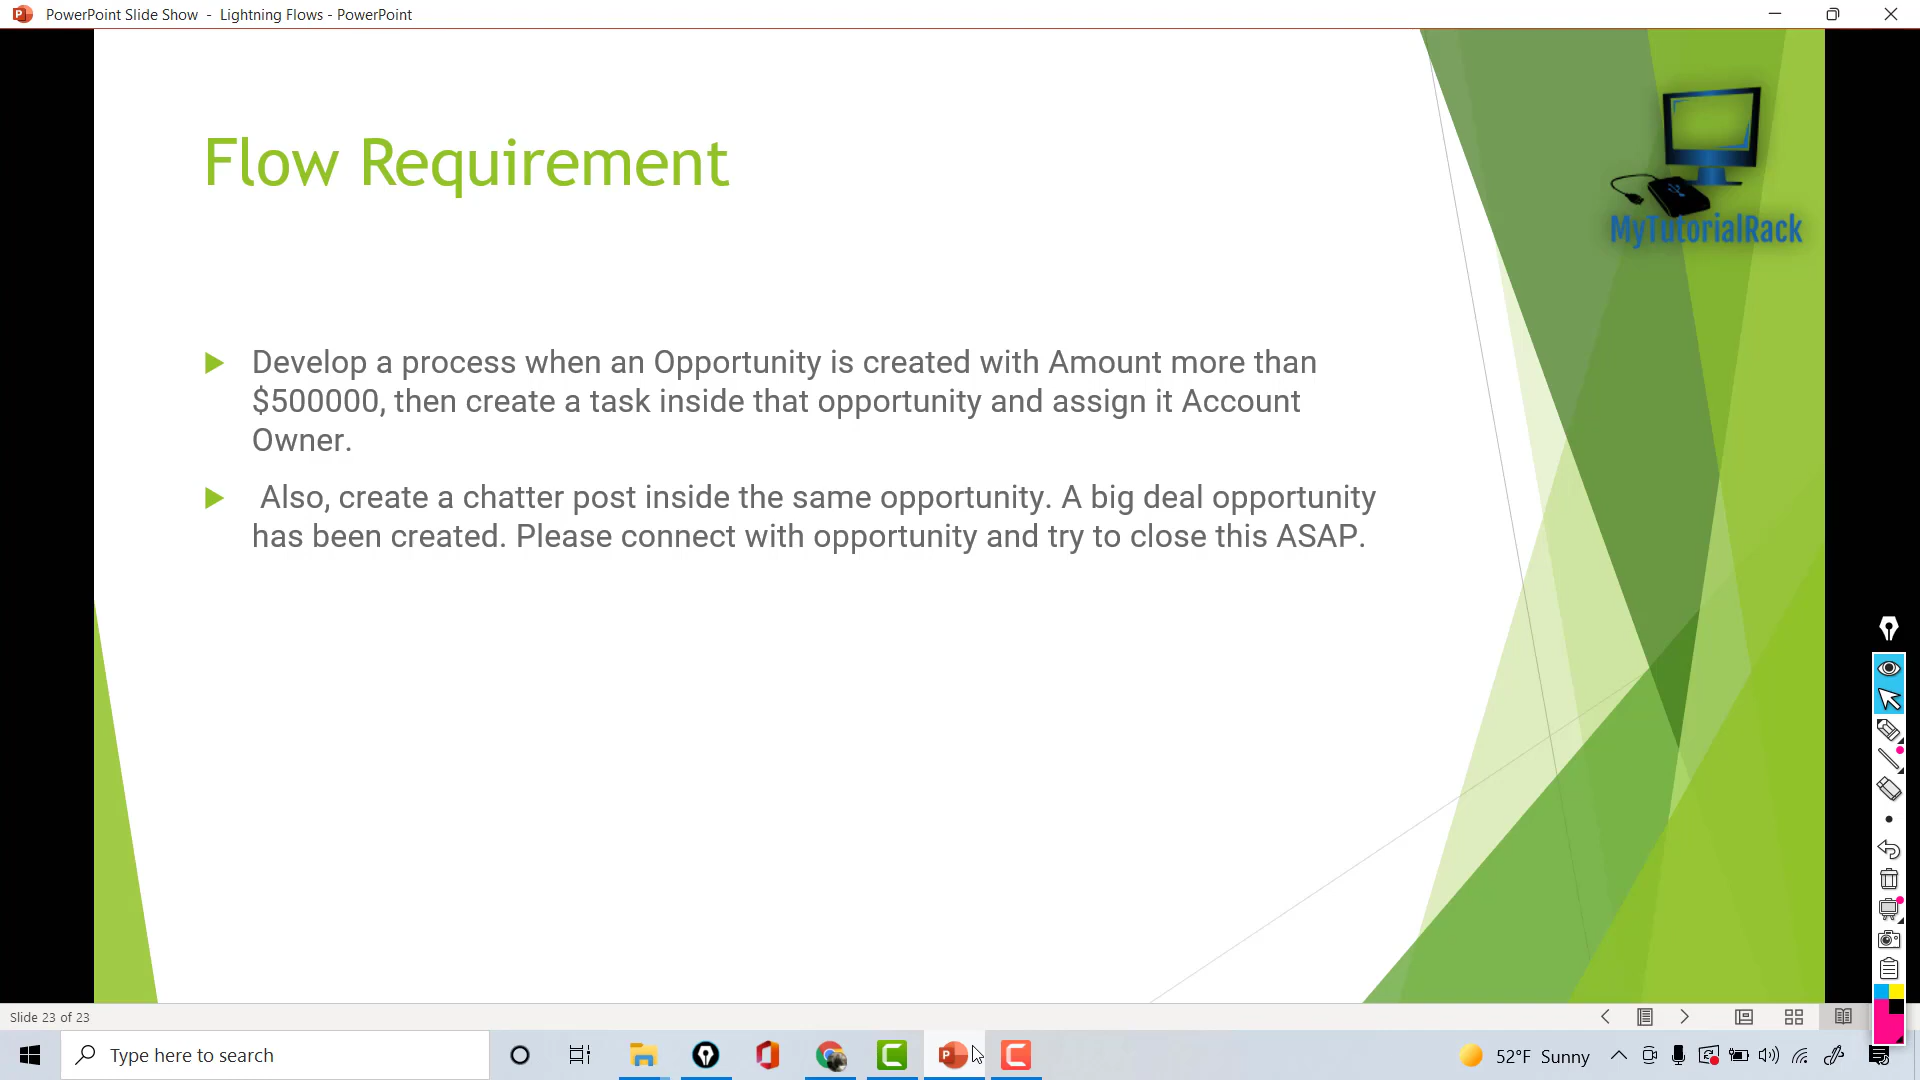 PowerPoint Slide Show - Lightning Flows - PowerPoint
Flow Requirement
MyTutorialRack
Develop a process when an Opportunity is created with Amount more than
$500000, then create a task inside that opportunity and assign it Account
Owner.
Also, create a chatter post inside the same opportunity. A big deal opportunity
has been created. Please connect with opportunity and try to close this ASAP.
Slide 23 of 23
Type here to search
52°F Sunny